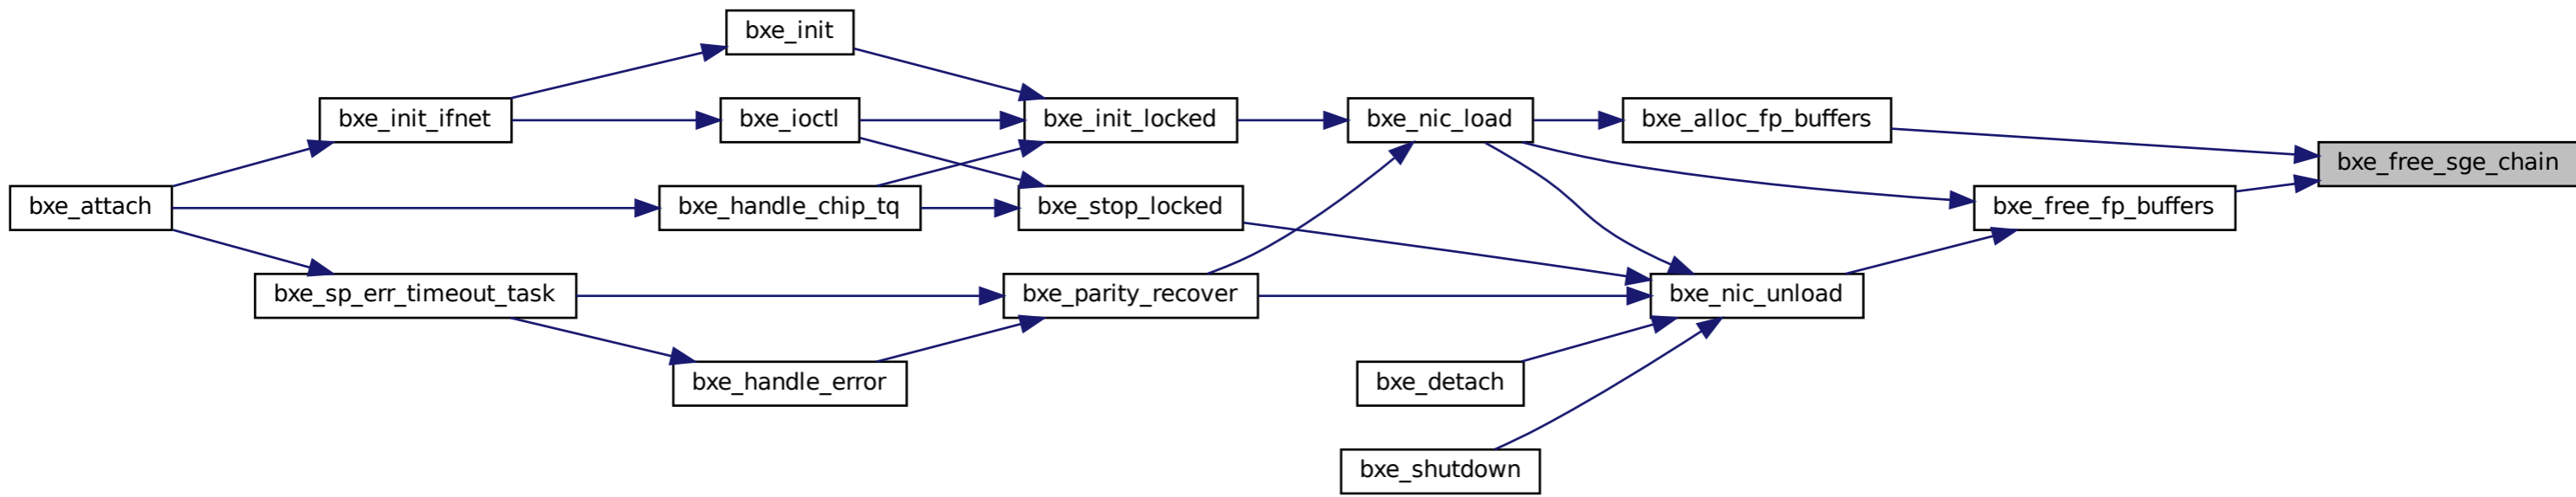 bxe_init
bxe_init_ifnet
bxe_ioctl
bxe_init_locked
bxe_nic_load
bxe_alloc_fp_buffers
bxe_free_sge_chain
bxe_attach
bxe_handle_chip_tq
bxe_stop_locked
bxe_free_fp_buffers
bxe_sp_err_timeout_task
bxe_parity_recover
bxe_nic_unload
bxe_handle_error
bxe_detach
bxe_shutdown